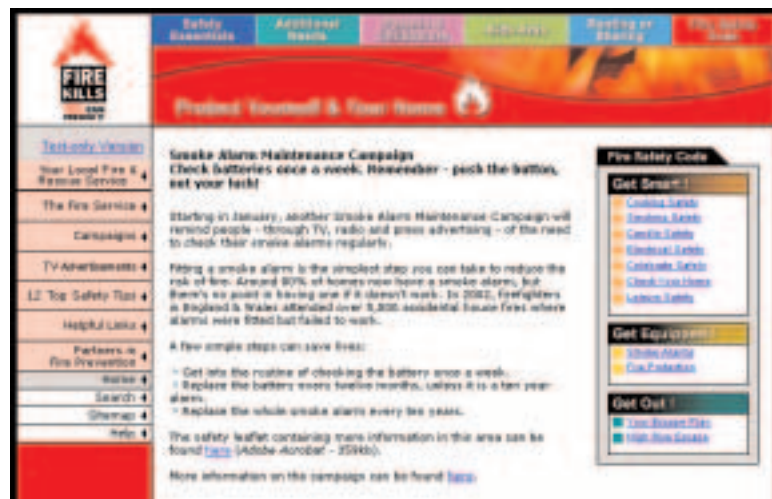 Safety
Essentials
Additional
Needs
Kids Area
Renting or
Sharing
FIRE
KILLS
Protect Yourself & Your Home
Text-only Version
Your Local Fire &
Rescue Service
The Fire Service
Campaigns
TV Advertisements
12 Top Safety Tips
Helpful Links
Partners in
Fire Prevention
Home
Search
Sitemap
Help
Smoke Alarm Maintenance Campaign
Check batteries once a week. Remember - push the button,
not your luck!
Starting in January, another Smoke Alarm Maintenance Campaign will
remind people - through TV, radio and press advertising - of the need
to check their smoke alarms regularly.
Fitting a smoke alarm is the simplest step you can take to reduce the
risk of fire. Around 80% of homes now have a smoke alarm, but
there's no point in having one if it doesn't work. In 2002, firefighters
in England & Wales attended over accidental house fires where
alarms were fitted but failed to work.
A few simple steps can save lives:
Get into the routine of checking the battery once a week.
Replace the battery every twelve months, unless it is a ten year
alarm.
Replace the whole smoke alarm every ten years.
The safety leaflet containing more information in this area can be
found here (Adobe Acrobat - 359kb).
More information on the campaign can be found here.
Fire Safety Code
Get Smart!
Cooking Safety
Smoking Safety
Candle Safety
Electrical Safety
Celebrate Safely
Check Your Home
Leisure Safety
Get Equipped!
Smoke Alarms
Fire Protection
Get Out!
Your Escape Plan
High Rise Escape